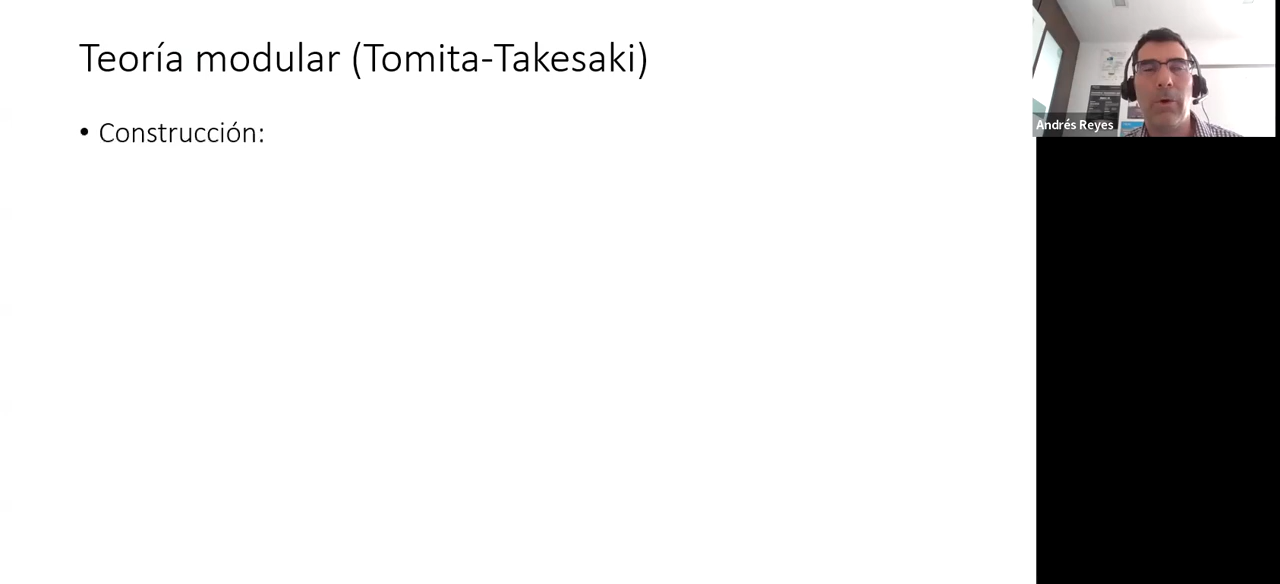 Teoría modular (Tomita-Takesaki)
• Construcción:
Andrés Reyes